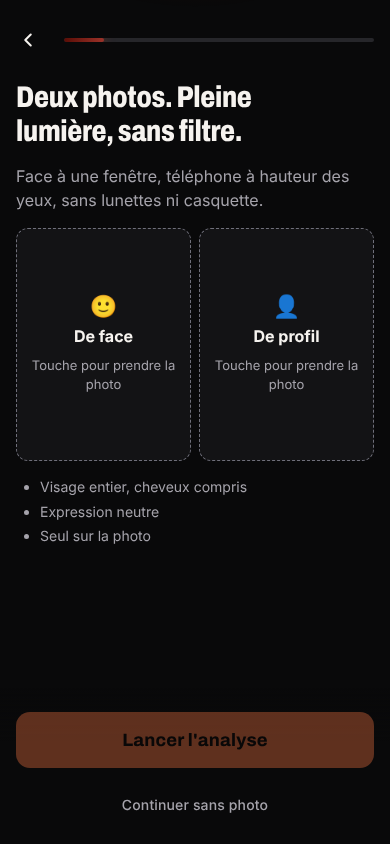 Deux photos. Pleine
lumière, sans filtre.
Face à une fenêtre, téléphone à hauteur des
yeux, sans lunettes ni casquette.
De face
Touche pour prendre la
photo
De profil
Touche pour prendre la
photo
• Visage entier, cheveux compris
• Expression neutre
• Seul sur la photo
Lancer l'analyse
Continuer sans photo